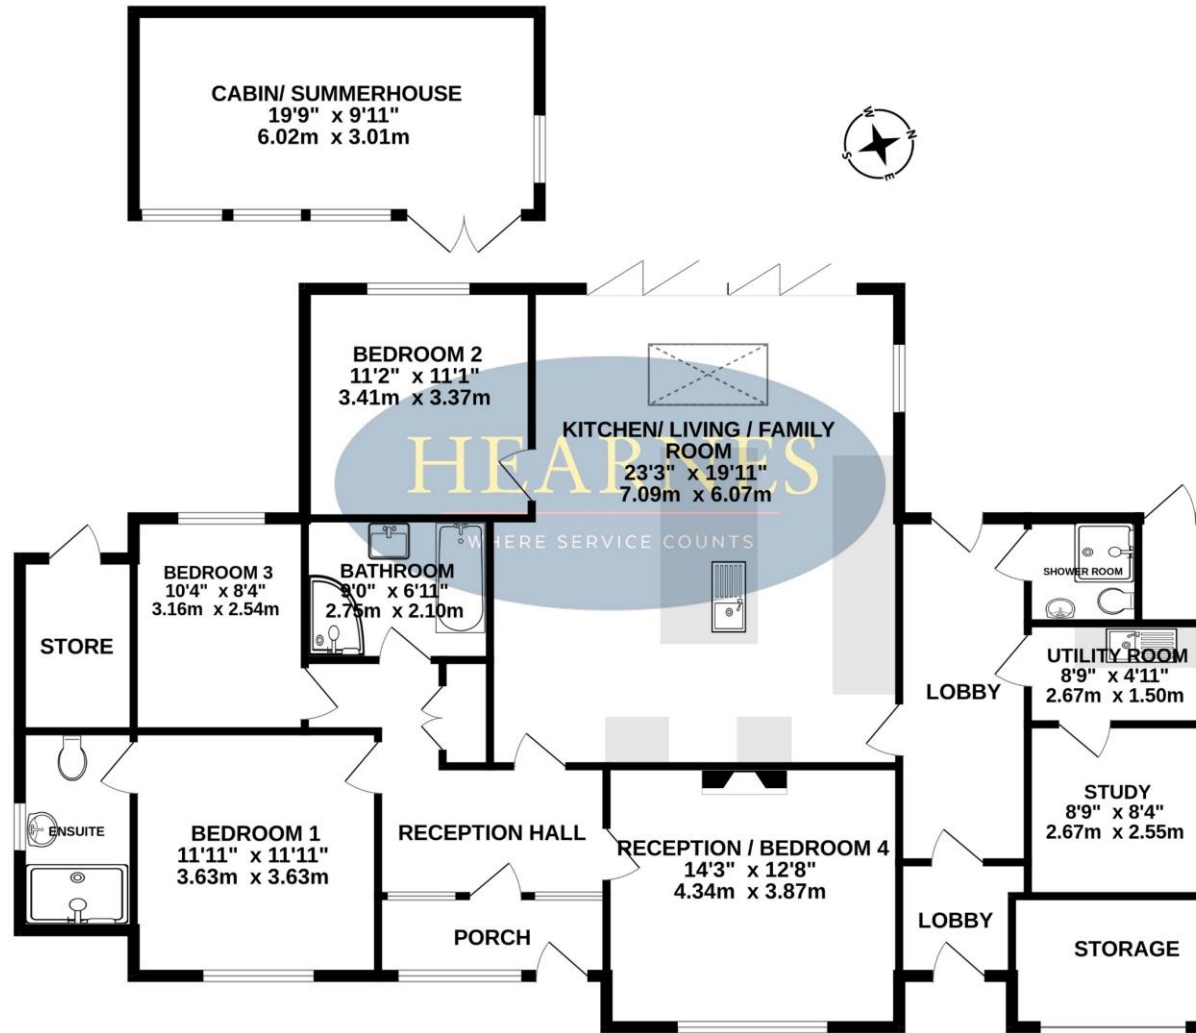 CABIN/ SUMMERHOUSE
19'9" x 9'11"
6.02m x 3.01m
W
N
S
E
BEDROOM 2
11'2" x 11'1"
3.41m x 3.37m
KITCHEN/ LIVING / FAMILY
ROOM
23'3" x 19'11"
7.09m x 6.07m
HEARNES
WHERE SERVICE COUNTS
BEDROOM 3
10'4" x 8'4"
3.16m x 2.54m
BATHROOM
9'0" x 6'11"
2.75m x 2.10m
SHOWER ROOM
STORE
LOBBY
UTILITY ROOM
8'9" x 4'11"
2.67m x 1.50m
ENSUITE
BEDROOM 1
11'11" x 11'11"
3.63m x 3.63m
RECEPTION HALL
RECEPTION / BEDROOM 4
14'3" x 12'8"
4.34m x 3.87m
STUDY
8'9" x 8'4"
2.67m x 2.55m
PORCH
LOBBY
STORAGE